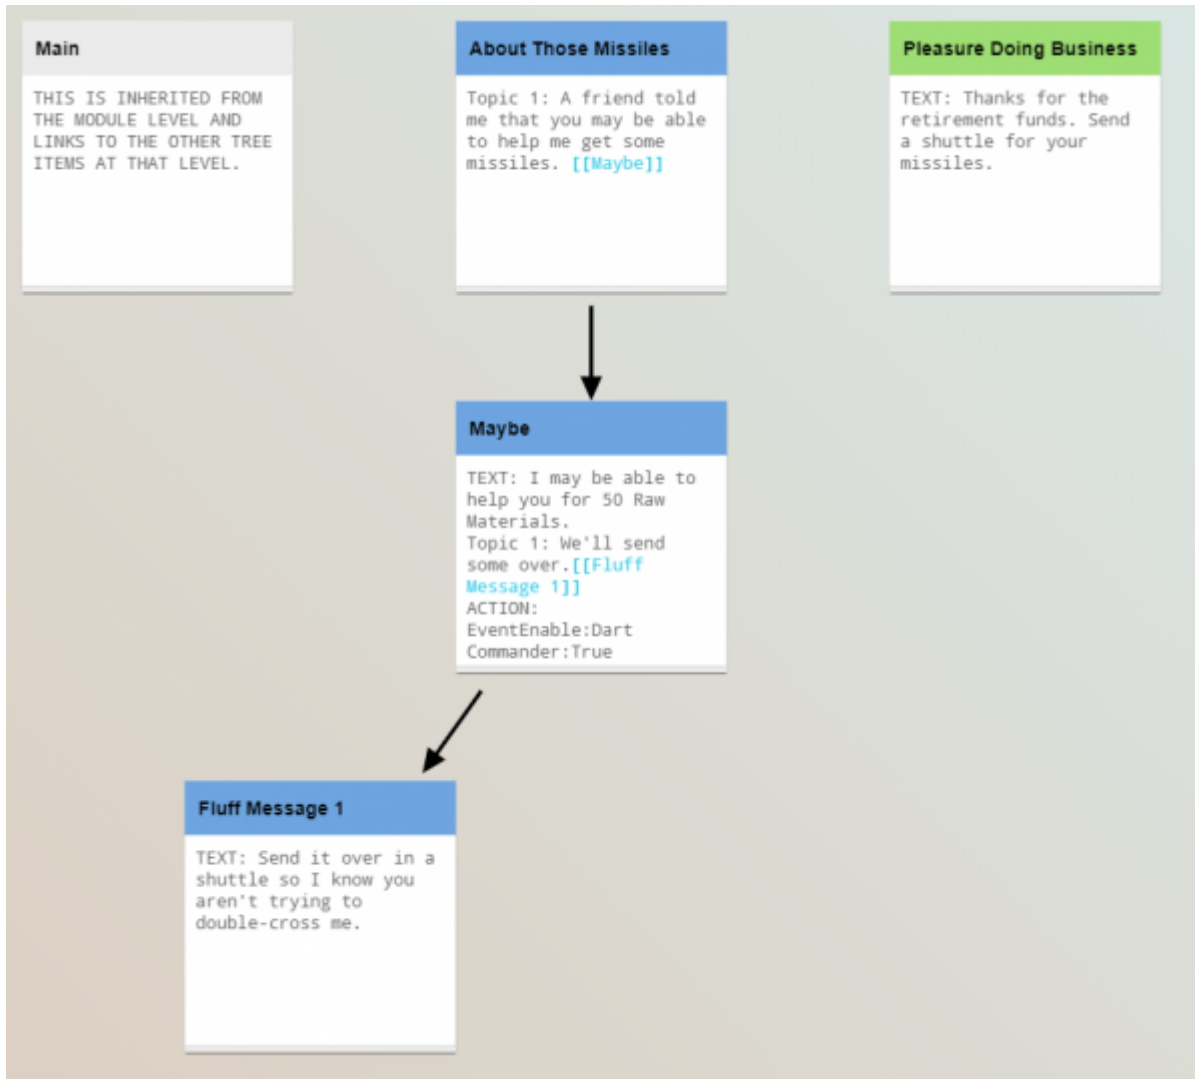 Main
THIS IS INHERITED FROM
THE MODULE LEVEL AND
LINKS TO THE OTHER TREE
ITEMS AT THAT LEVEL.
About Those Missiles
Topic 1: A friend told
me that you may be able
to help me get some
missiles. [[Maybe]]
Pleasure Doing Business
TEXT: Thanks for the
retirement funds. Send
a shuttle for your
missiles.
Maybe
TEXT: I may be able to
help you for 50 Raw
Materials.
Topic 1: We'll send
some over.[[Fluff
Message 1]]
ACTION:
EventEnable:Dart
Commander:True
Fluff Message 1
TEXT: Send it over in a
shuttle so I know you
aren't trying to
double-cross me.